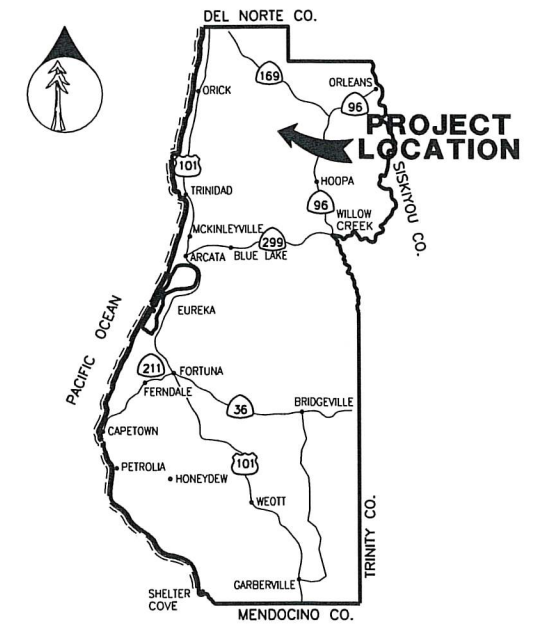 DEL NORTE CO.
169
ORLEANS
ORICK
96
PROJECT
LOCATION
SISKIYOU CO.
101
HOOPA
TRINIDAD
96
WILLOW
CREEK
MCKINLEYVILLE
299
ARCATA
BLUE LAKE
EUREKA
PACIFIC OCEAN
211
FORTUNA
FERNDALE
36
BRIDGEVILLE
CAPETOWN
101
PETROLIA
HONEYDEW
WEOTT
TRINITY CO.
GARBERVILLE
SHELTER
COVE
MENDOCINO CO.